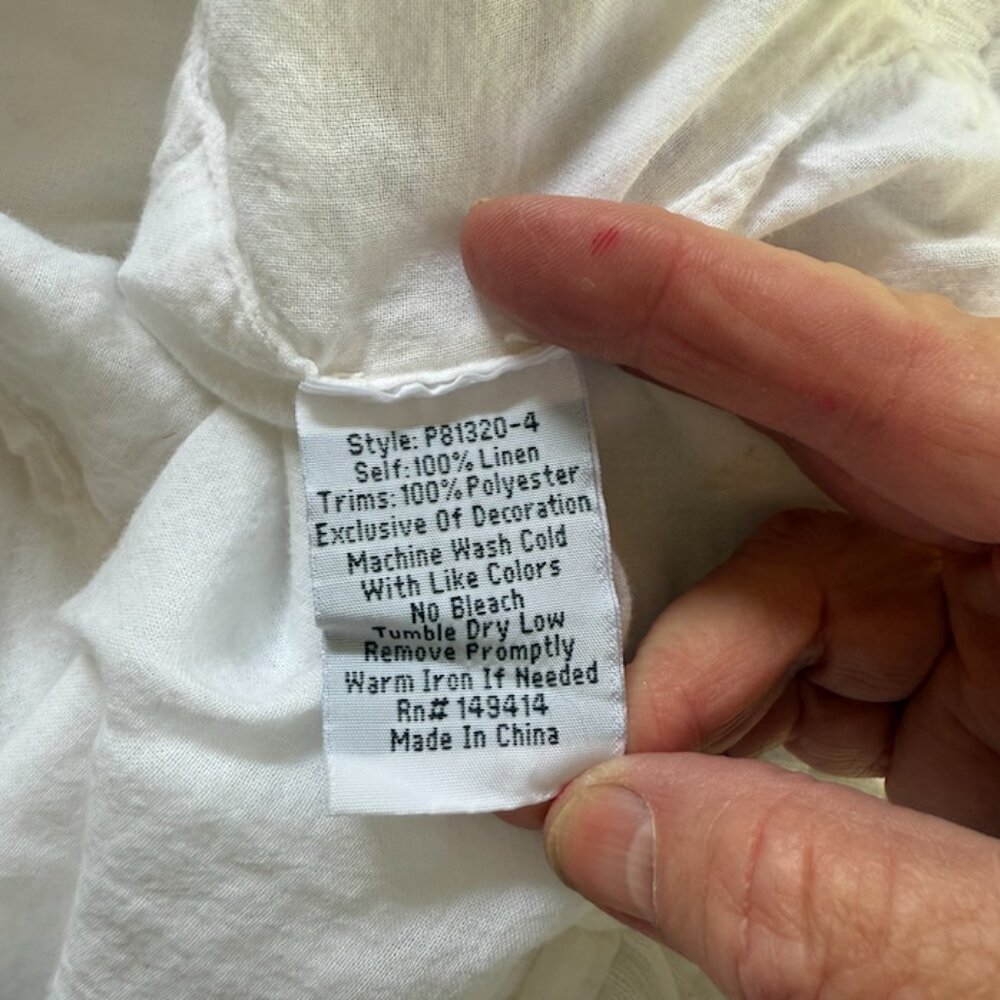 Style: P81320-4
Self:100% Linen
Trims:100% Polyester
Exclusive Of Decoration
Machine Wash Cold
With Like Colors
No Bleach
Tumble Dry Low
Remove Promptly
Warm Iron If Needed
Rn# 149414
Made In China